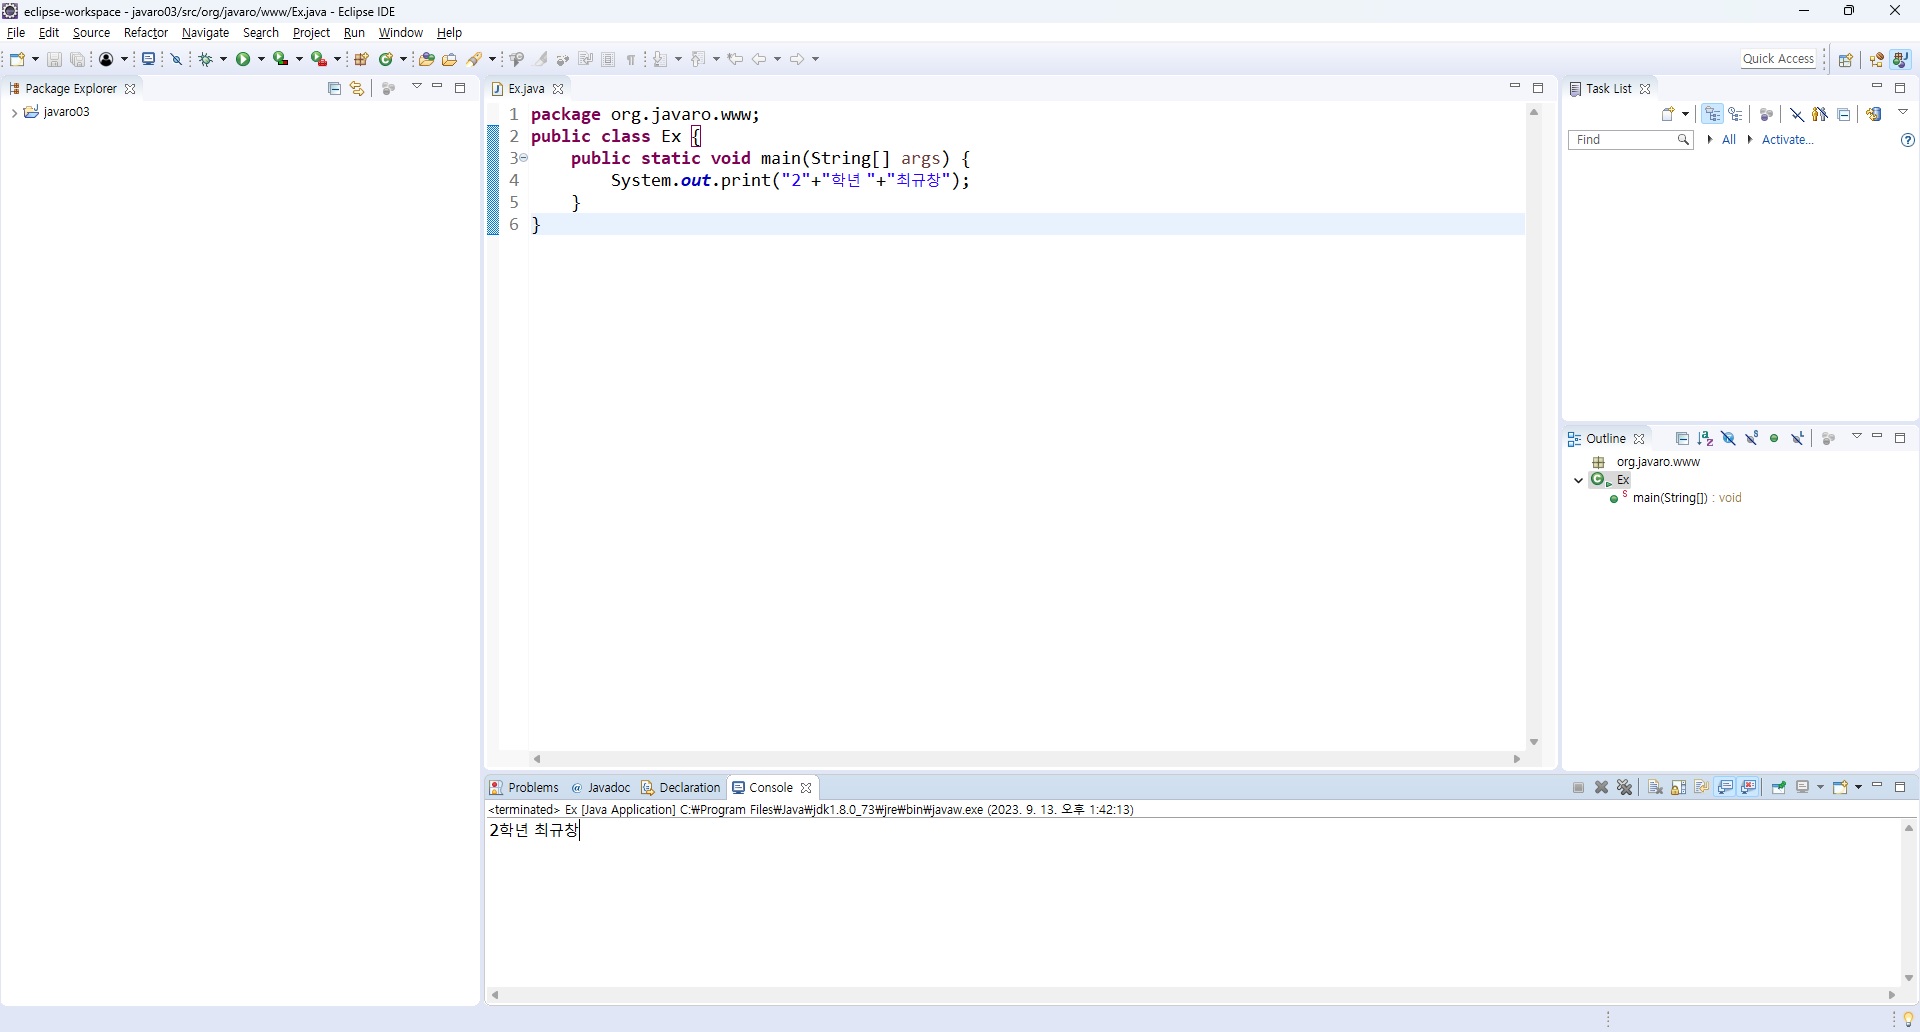 eclipse-workspace - javaro03/src/org/javaro/www/Ex.java - Eclipse IDE
File Edit Source Refactor Navigate Search Project Run Window Help
Quick Access
Package Explorer
javaro03
Ex.java
1 package org.javaro.www;
2 public class Ex {
3 public static void main(String[] args) {
4 System.out.print("2"+"학년 "+"최규창");
5 }
6 }
Task List
Find
All
Activate...
Outline
org.javaro.www
Ex
main(String[]) : void
Problems @ Javadoc Declaration Console
<terminated> Ex [Java Application] C:₩Program Files₩Java₩jdk1.8.0_73₩jre₩bin₩javaw.exe (2023. 9. 13. 오후 1:42:13)
2학년 최규창